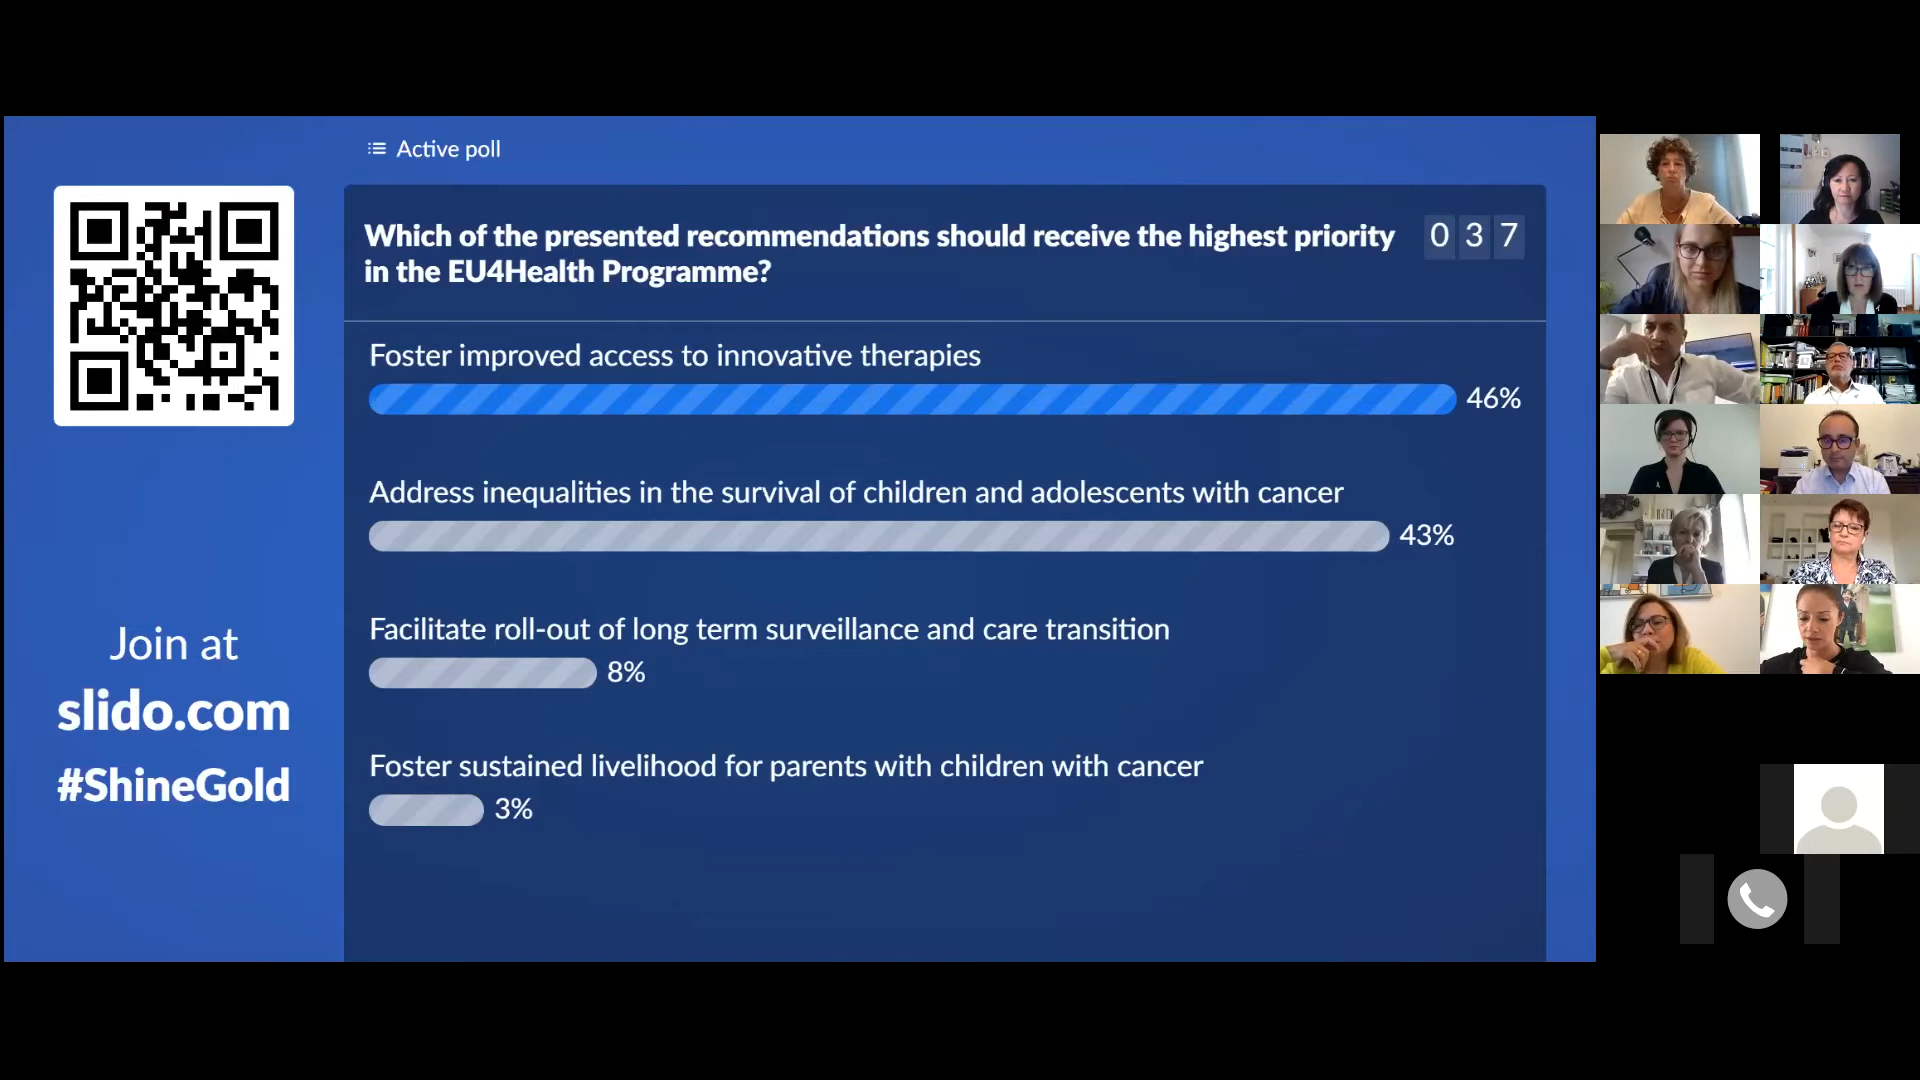 Active poll
Which of the presented recommendations should receive the highest priority
in the EU4Health Programme?
0 3 7
Foster improved access to innovative therapies
46%
Address inequalities in the survival of children and adolescents with cancer
43%
Facilitate roll-out of long term surveillance and care transition
8%
Foster sustained livelihood for parents with children with cancer
3%
Join at
slido.com
#ShineGold